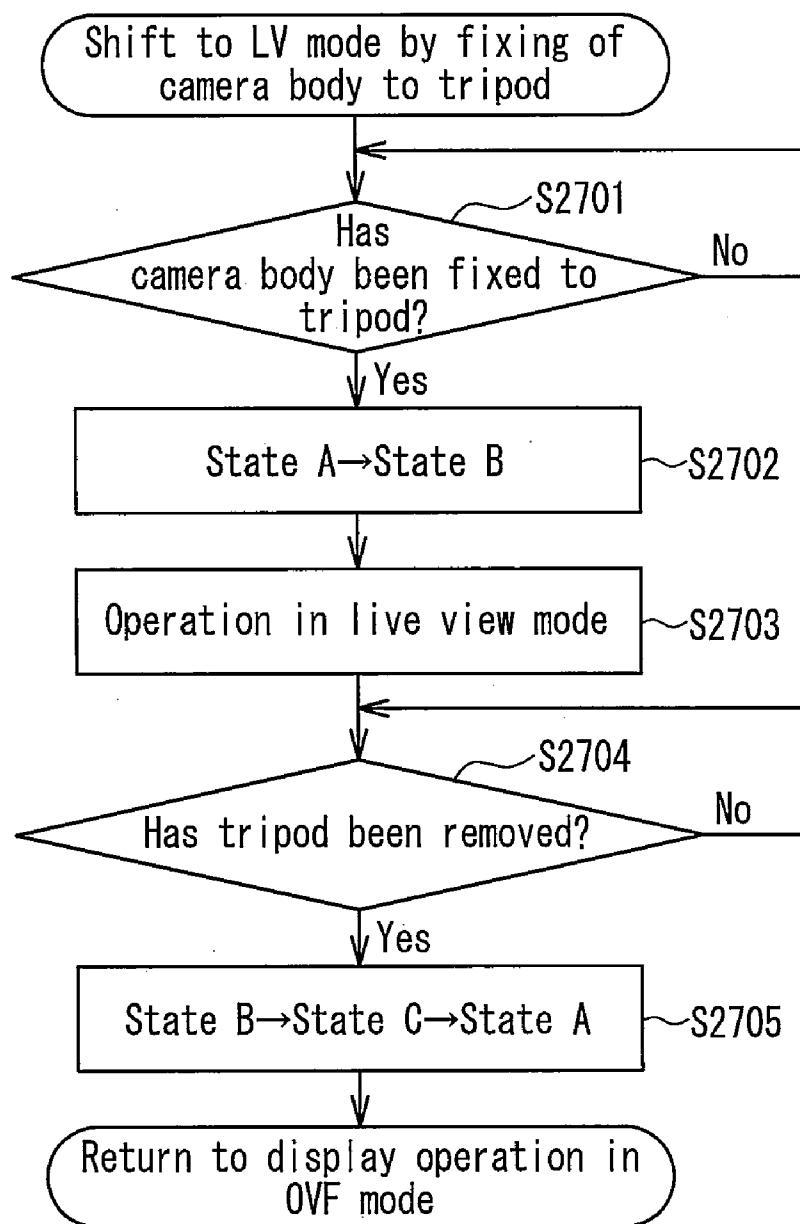 Shift to LV mode by fixing of
camera body to tripod
S2701
Has
camera body been fixed to
tripod?
No
Yes
State A→State B
S2702
Operation in live view mode
S2703
S2704
Has tripod been removed?
No
Yes
State B→State C→State A
S2705
Return to display operation in
OVF mode